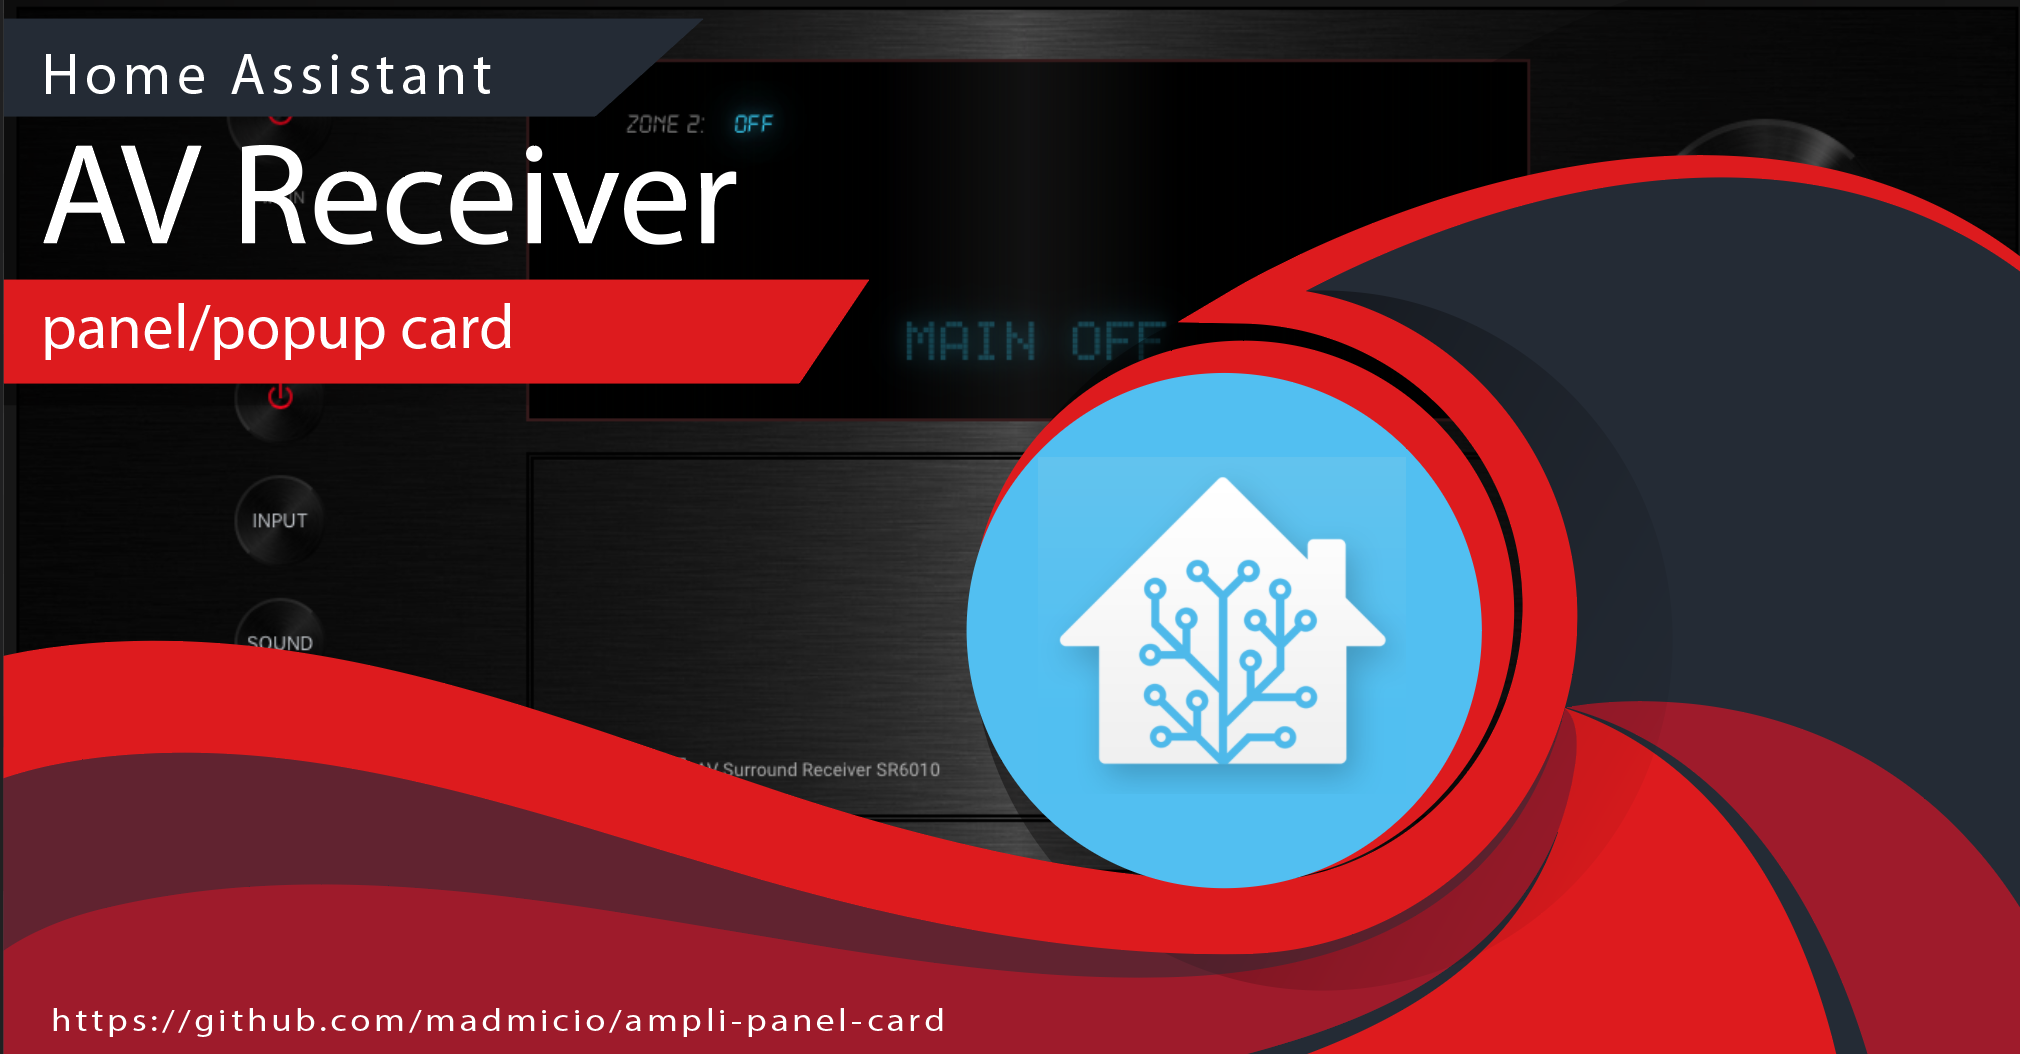 Home Assistant
ZONE 2: OFF
AV Receiver
panel/popup card
MAIN OFF
INPUT
SOUND
AV Surround Receiver SR6010
https://github.com/madmicio/ampli-panel-card